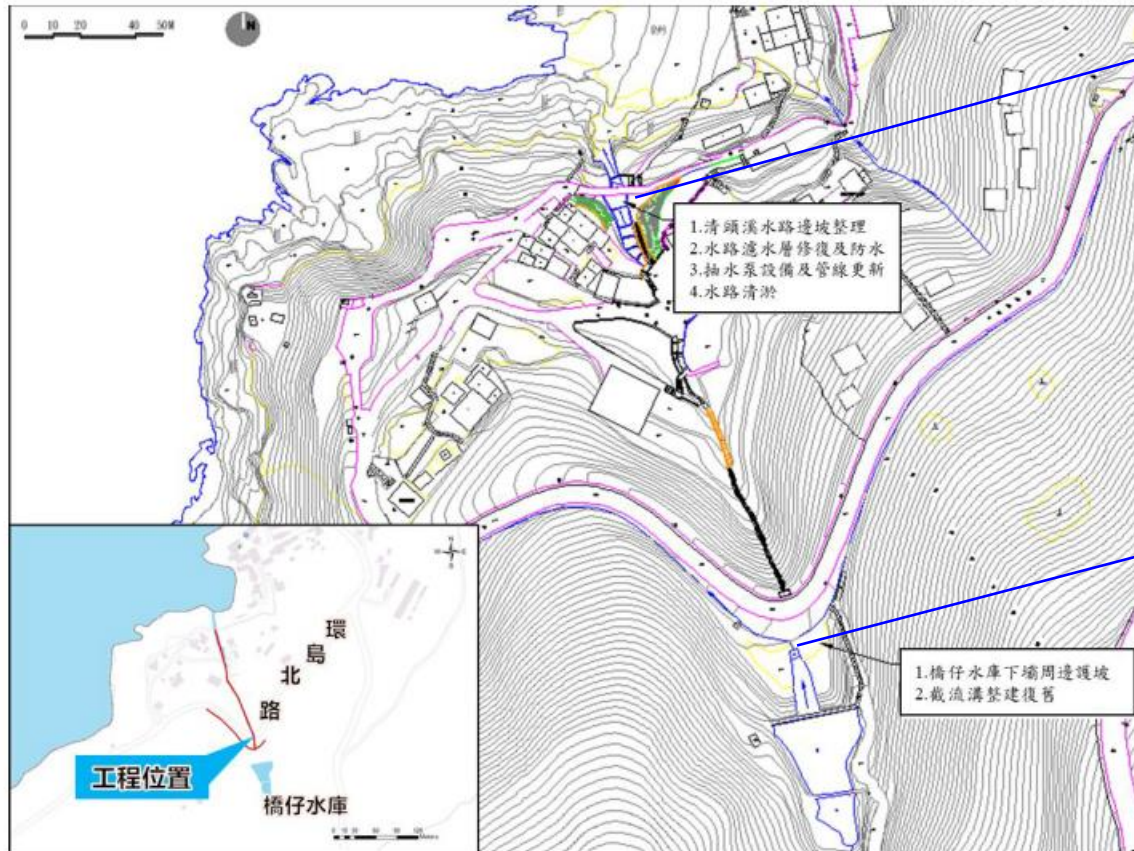 0 10 20 40 50M
N
1.清頭溪水路邊坡整理
2.水路濾水層修復及防水
3.抽水泵設備及管線更新
4.水路清淤
1.橋仔水庫下壩周邊護坡
2.截流溝整建復舊
環島北路
工程位置
橋仔水庫